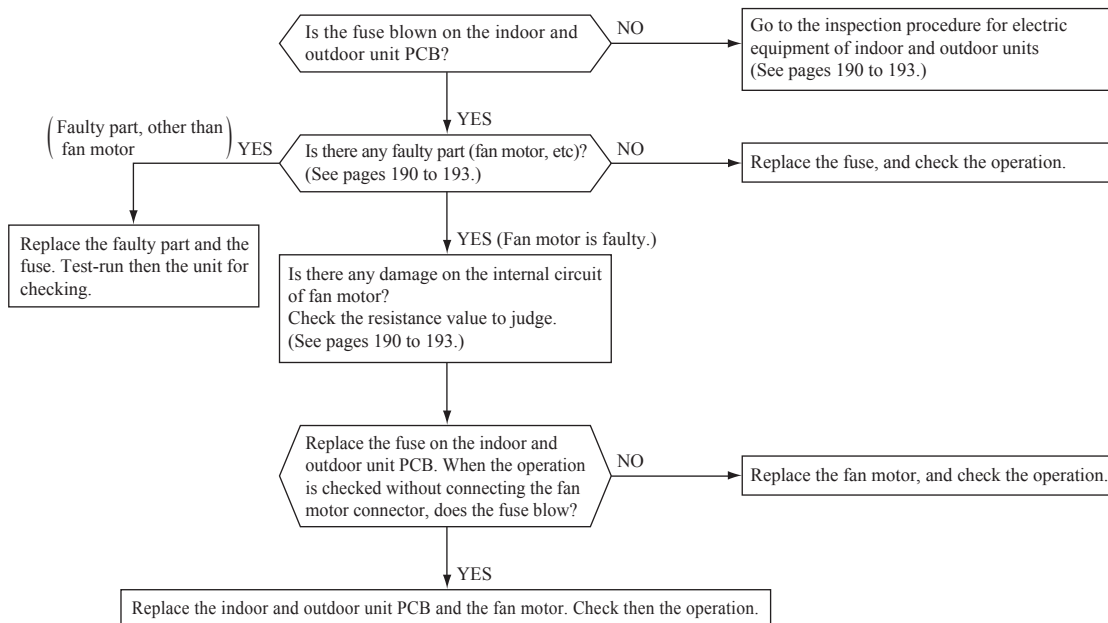 Is the fuse blown on the indoor and
outdoor unit PCB?
NO
Go to the inspection procedure for electric
equipment of indoor and outdoor units
(See pages 190 to 193.)
YES
(Faulty part, other than
fan motor)
YES
Is there any faulty part (fan motor, etc)?
(See pages 190 to 193.)
NO
Replace the fuse, and check the operation.
Replace the faulty part and the
fuse. Test-run then the unit for
checking.
YES (Fan motor is faulty.)
Is there any damage on the internal circuit
of fan motor?
Check the resistance value to judge.
(See pages 190 to 193.)
Replace the fuse on the indoor and
outdoor unit PCB. When the operation
is checked without connecting the fan
motor connector, does the fuse blow?
NO
Replace the fan motor, and check the operation.
YES
Replace the indoor and outdoor unit PCB and the fan motor. Check then the operation.